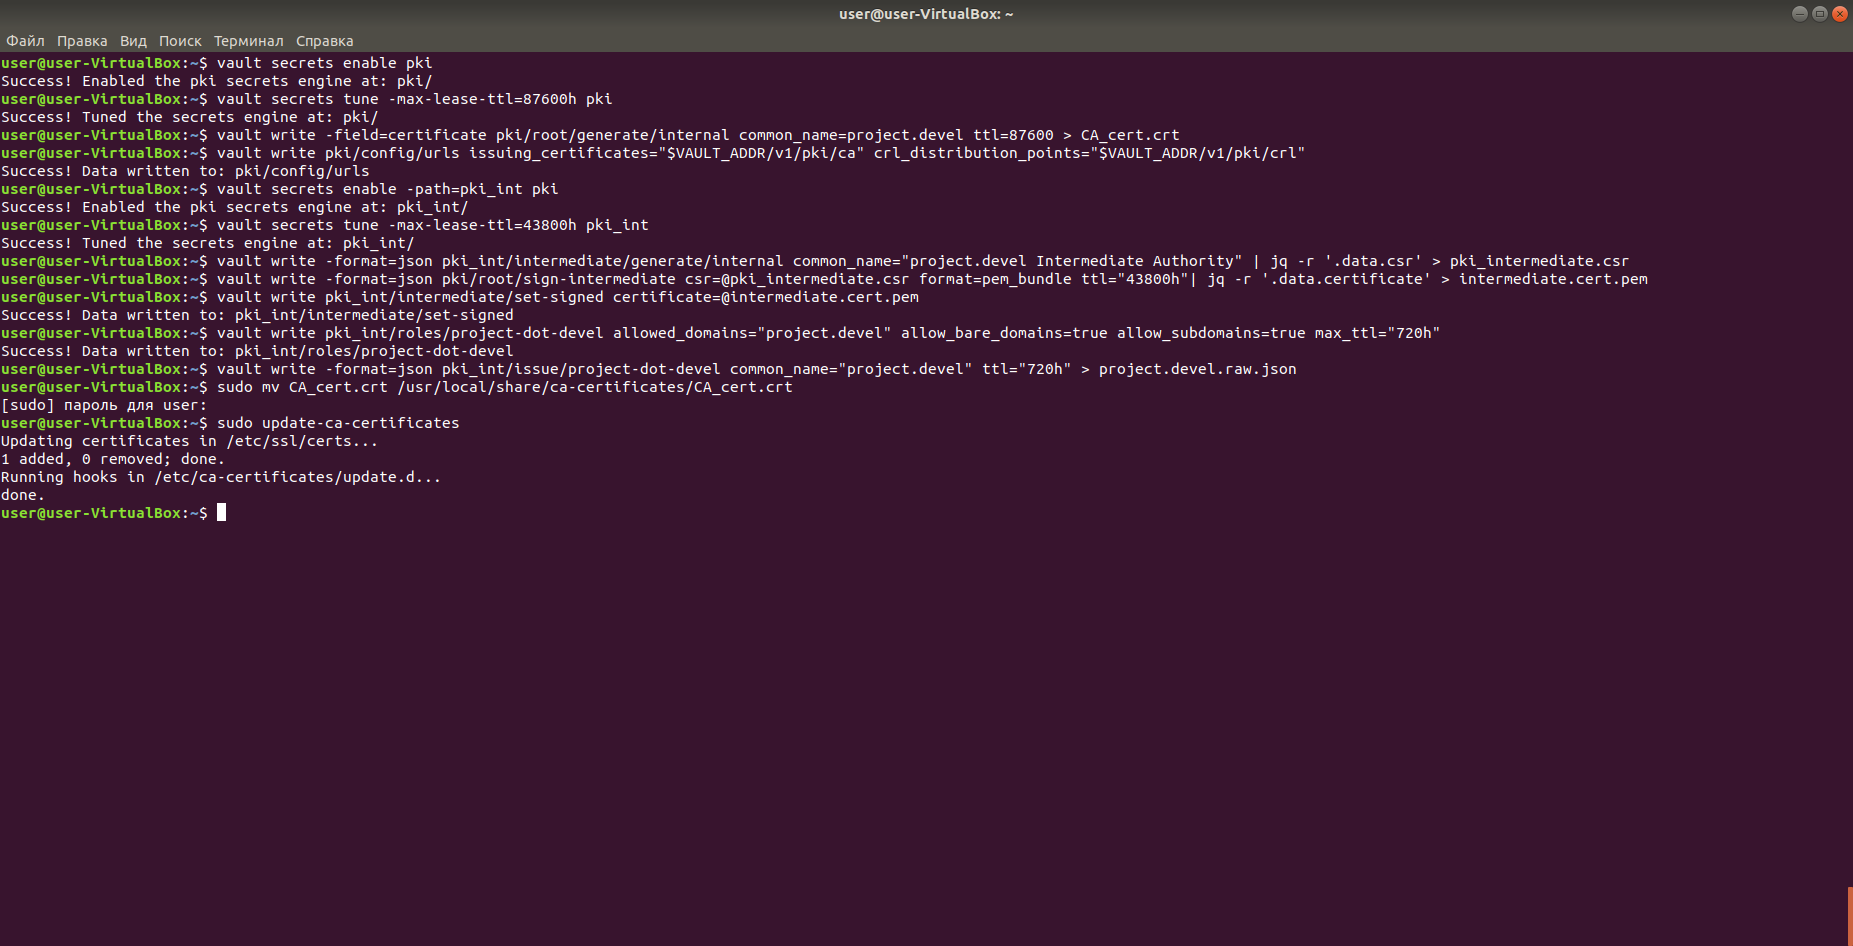 user@user-VirtualBox: ~
Файл Правка Вид Поиск Терминал Справка
user@user-VirtualBox:~$ vault secrets enable pki
Success! Enabled the pki secrets engine at: pki/
user@user-VirtualBox:~$ vault secrets tune -max-lease-ttl=87600h pki
Success! Tuned the secrets engine at: pki/
user@user-VirtualBox:~$ vault write -field=certificate pki/root/generate/internal common_name=project.devel ttl=87600 > CA_cert.crt
user@user-VirtualBox:~$ vault write pki/config/urls issuing_certificates="$VAULT_ADDR/v1/pki/ca" crl_distribution_points="$VAULT_ADDR/v1/pki/crl"
Success! Data written to: pki/config/urls
user@user-VirtualBox:~$ vault secrets enable -path=pki_int pki
Success! Enabled the pki secrets engine at: pki_int/
user@user-VirtualBox:~$ vault secrets tune -max-lease-ttl=43800h pki_int
Success! Tuned the secrets engine at: pki_int/
user@user-VirtualBox:~$ vault write -format=json pki_int/intermediate/generate/internal common_name="project.devel Intermediate Authority" | jq -r '.data.csr' > pki_intermediate.csr
user@user-VirtualBox:~$ vault write -format=json pki/root/sign-intermediate csr=@pki_intermediate.csr format=pem_bundle ttl="43800h"| jq -r '.data.certificate' > intermediate.cert.pem
user@user-VirtualBox:~$ vault write pki_int/intermediate/set-signed certificate=@intermediate.cert.pem
Success! Data written to: pki_int/intermediate/set-signed
user@user-VirtualBox:~$ vault write pki_int/roles/project-dot-devel allowed_domains="project.devel" allow_bare_domains=true allow_subdomains=true max_ttl="720h"
Success! Data written to: pki_int/roles/project-dot-devel
user@user-VirtualBox:~$ vault write -format=json pki_int/issue/project-dot-devel common_name="project.devel" ttl="720h" > project.devel.raw.json
user@user-VirtualBox:~$ sudo mv CA_cert.crt /usr/local/share/ca-certificates/CA_cert.crt
[sudo] пароль для user:
user@user-VirtualBox:~$ sudo update-ca-certificates
Updating certificates in /etc/ssl/certs...
1 added, 0 removed; done.
Running hooks in /etc/ca-certificates/update.d...
done.
user@user-VirtualBox:~$